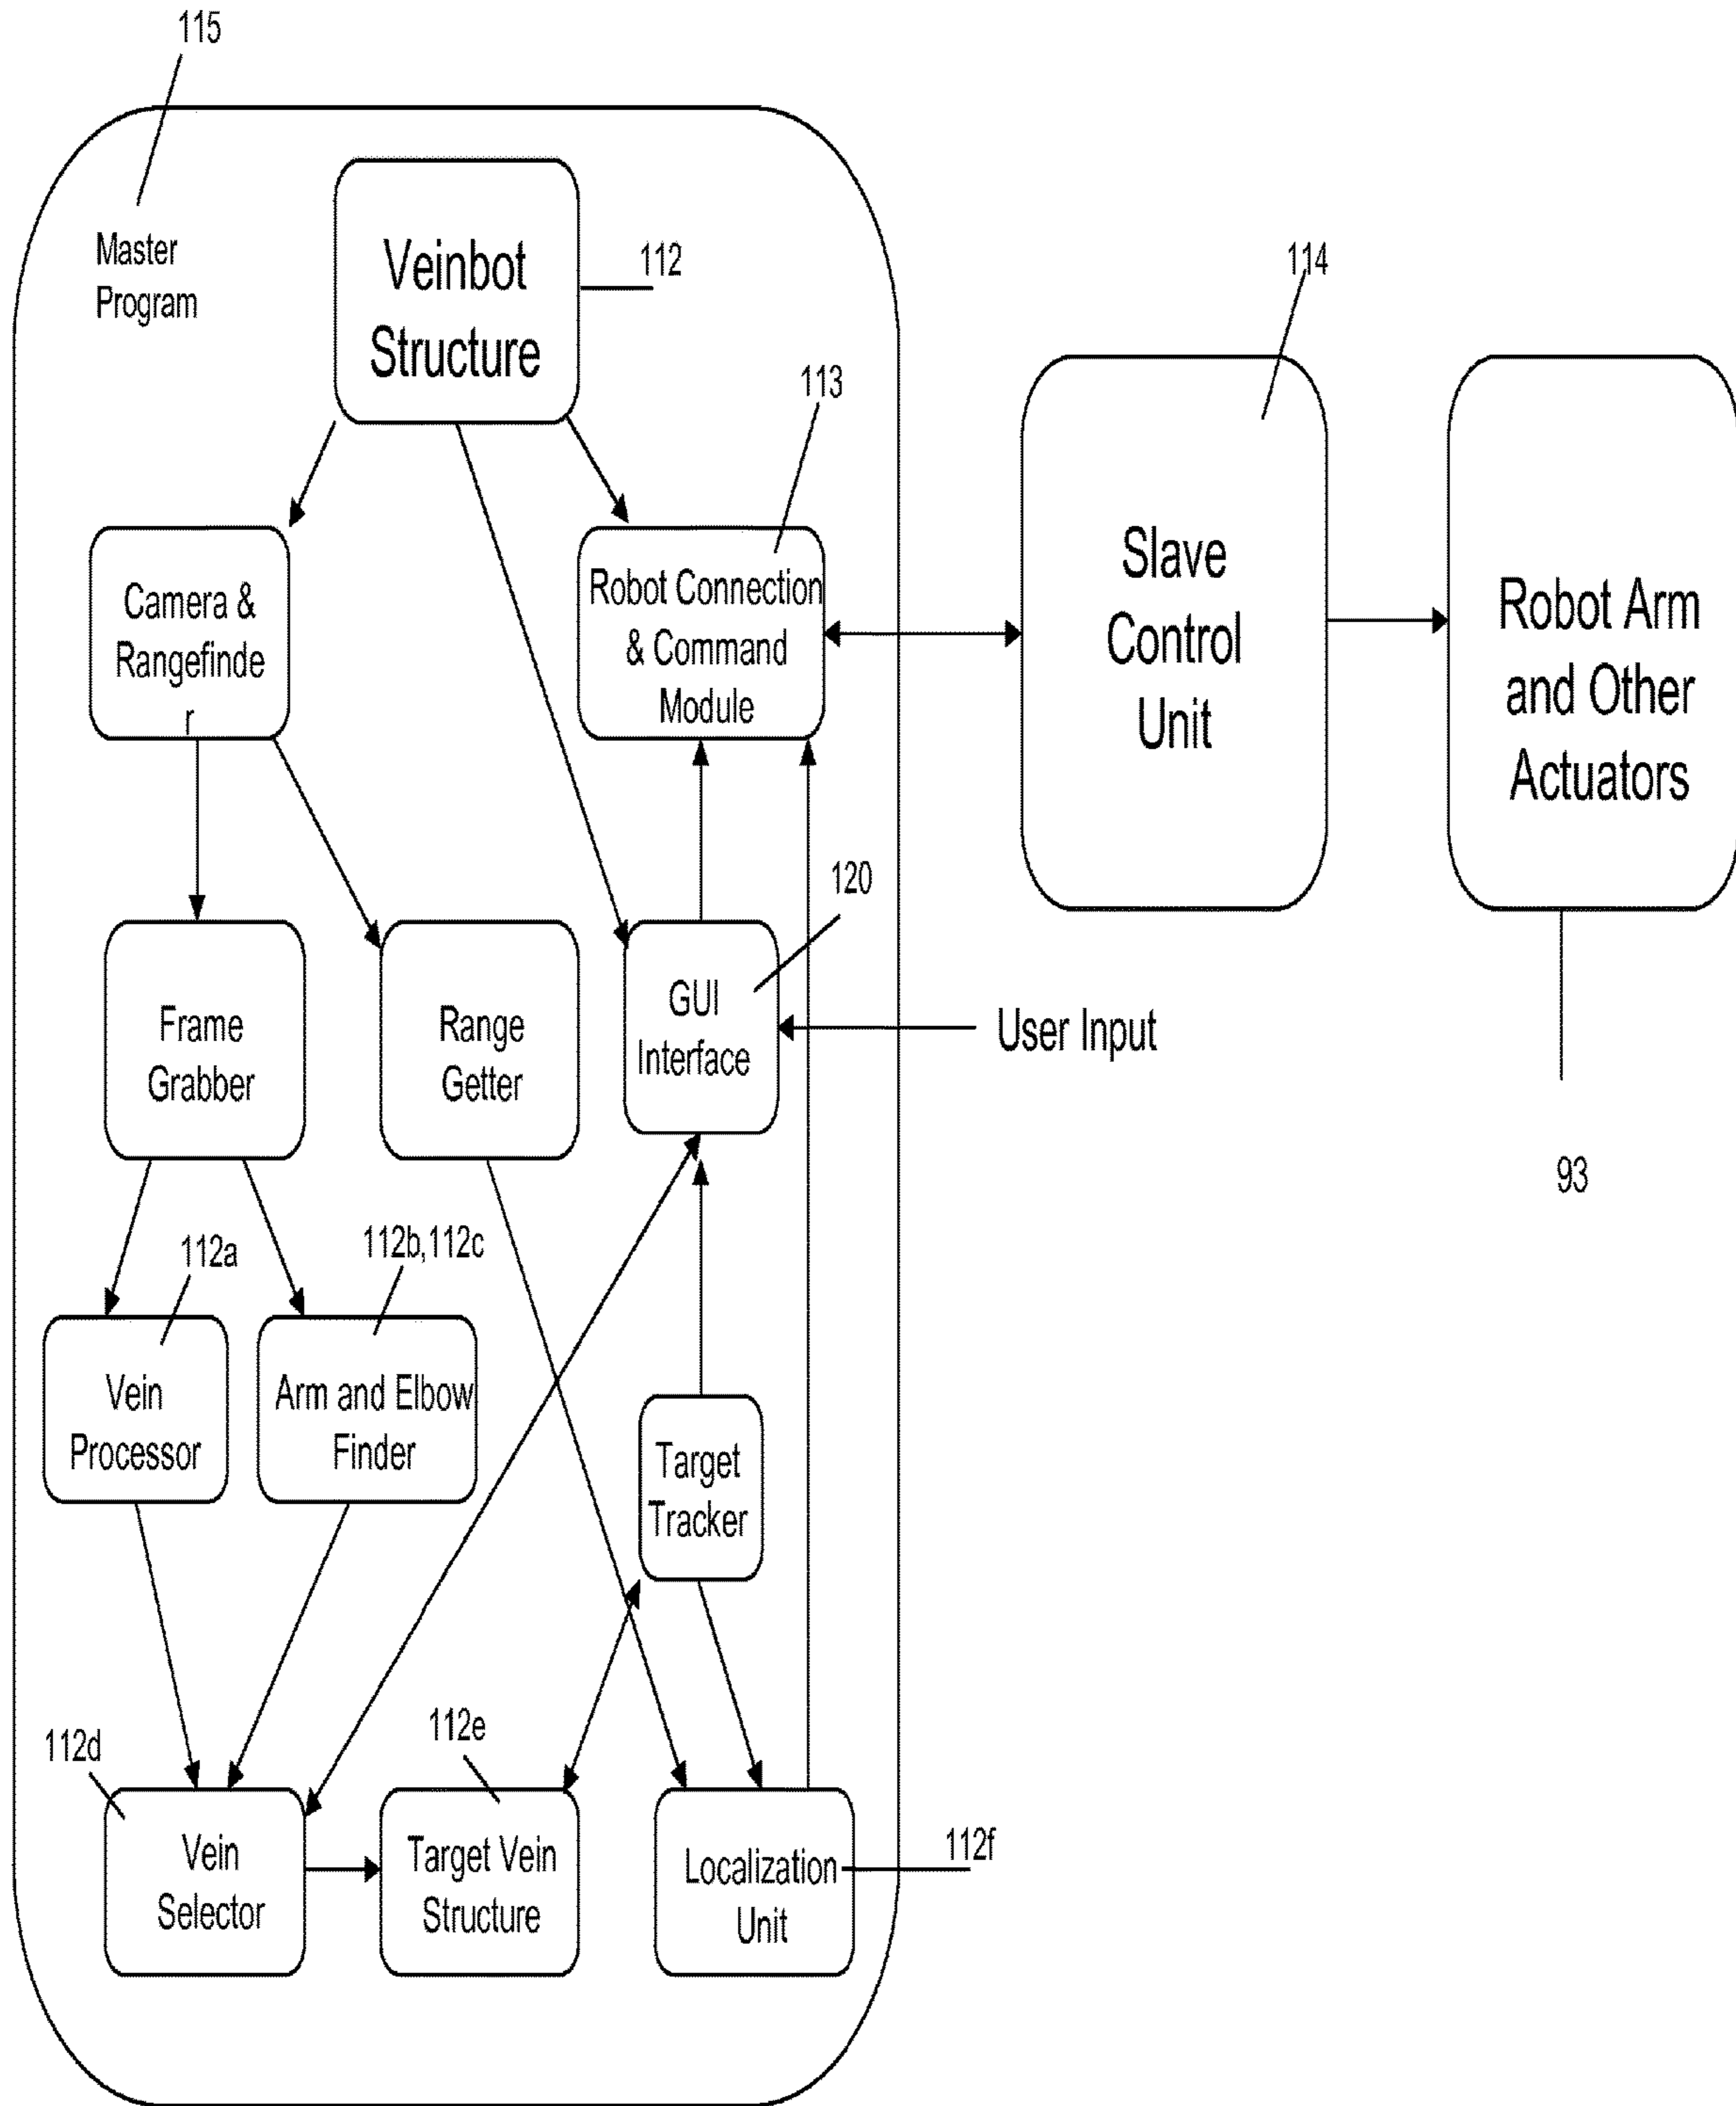 115
Master
Program
Veinbot
Structure
112
114
113
Camera &
Rangefinde
r
Robot Connection
& Command
Module
Slave
Control
Unit
Robot Arm
and Other
Actuators
120
Frame
Grabber
Range
Getter
GUI
Interface
User Input
93
112a
112b,112c
Vein
Processor
Arm and Elbow
Finder
Target
Tracker
112d
112e
Vein
Selector
Target Vein
Structure
Localization
Unit
112f